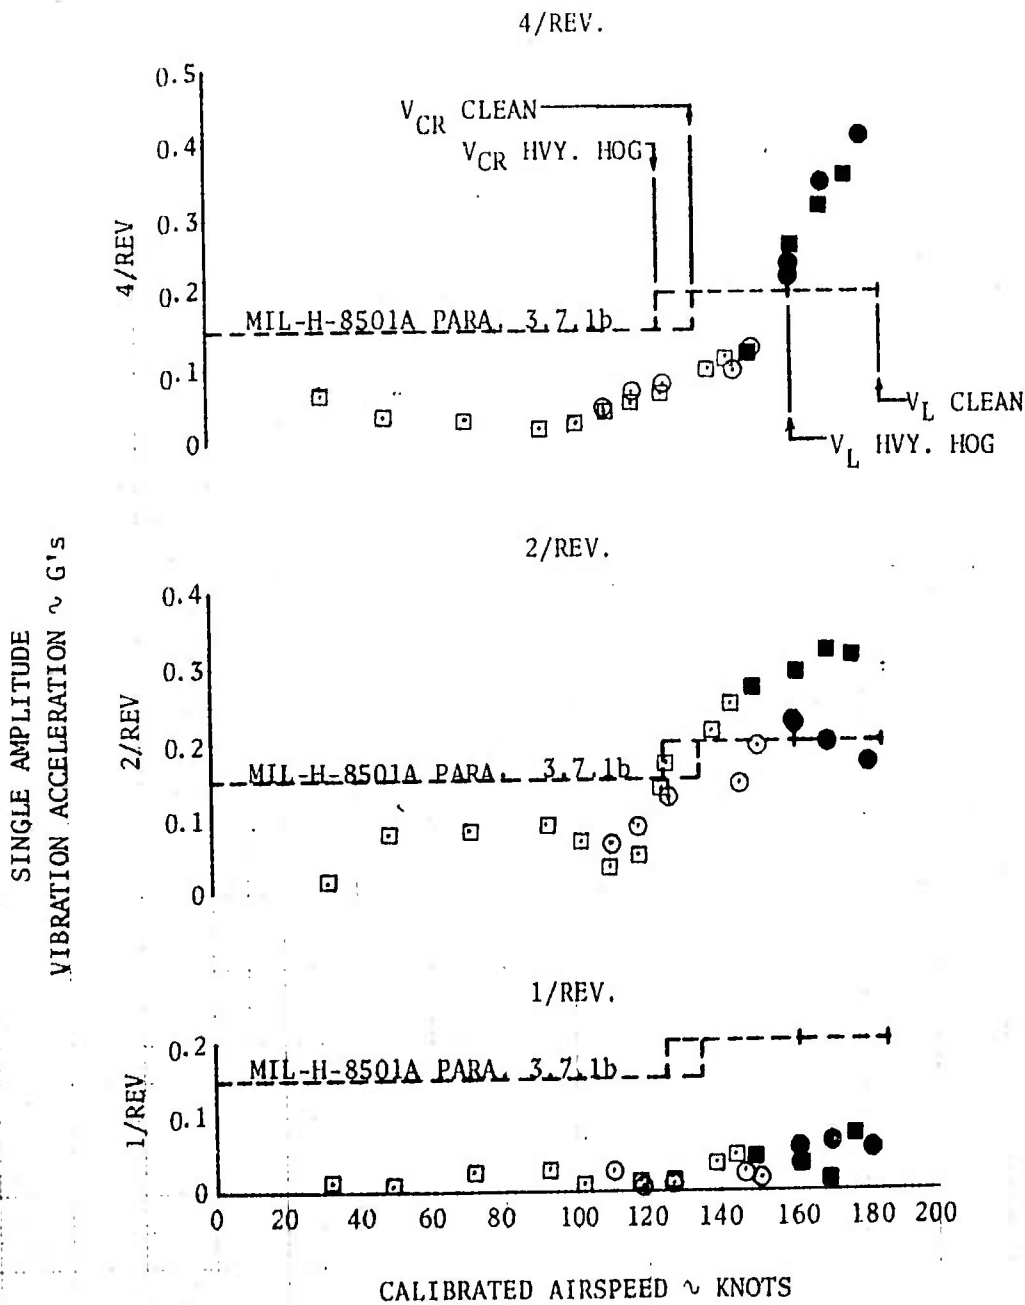 4/REV.
0.5
0.4
0.3
0.2
0.1
0
4/REV
V_CR CLEAN
V_CR HVY. HOG
MIL-H-8501A PARA. 3.7.1b
V_L CLEAN
V_L HVY. HOG
SINGLE AMPLITUDE
VIBRATION ACCELERATION ~ G's
2/REV.
0.4
0.3
0.2
0.1
0
2/REV
MIL-H-8501A PARA. 3.7.1b
1/REV.
0.2
0.1
0
1/REV
MIL-H-8501A PARA. 3.7.1b
0 20 40 60 80 100 120 140 160 180 200
CALIBRATED AIRSPEED ~ KNOTS